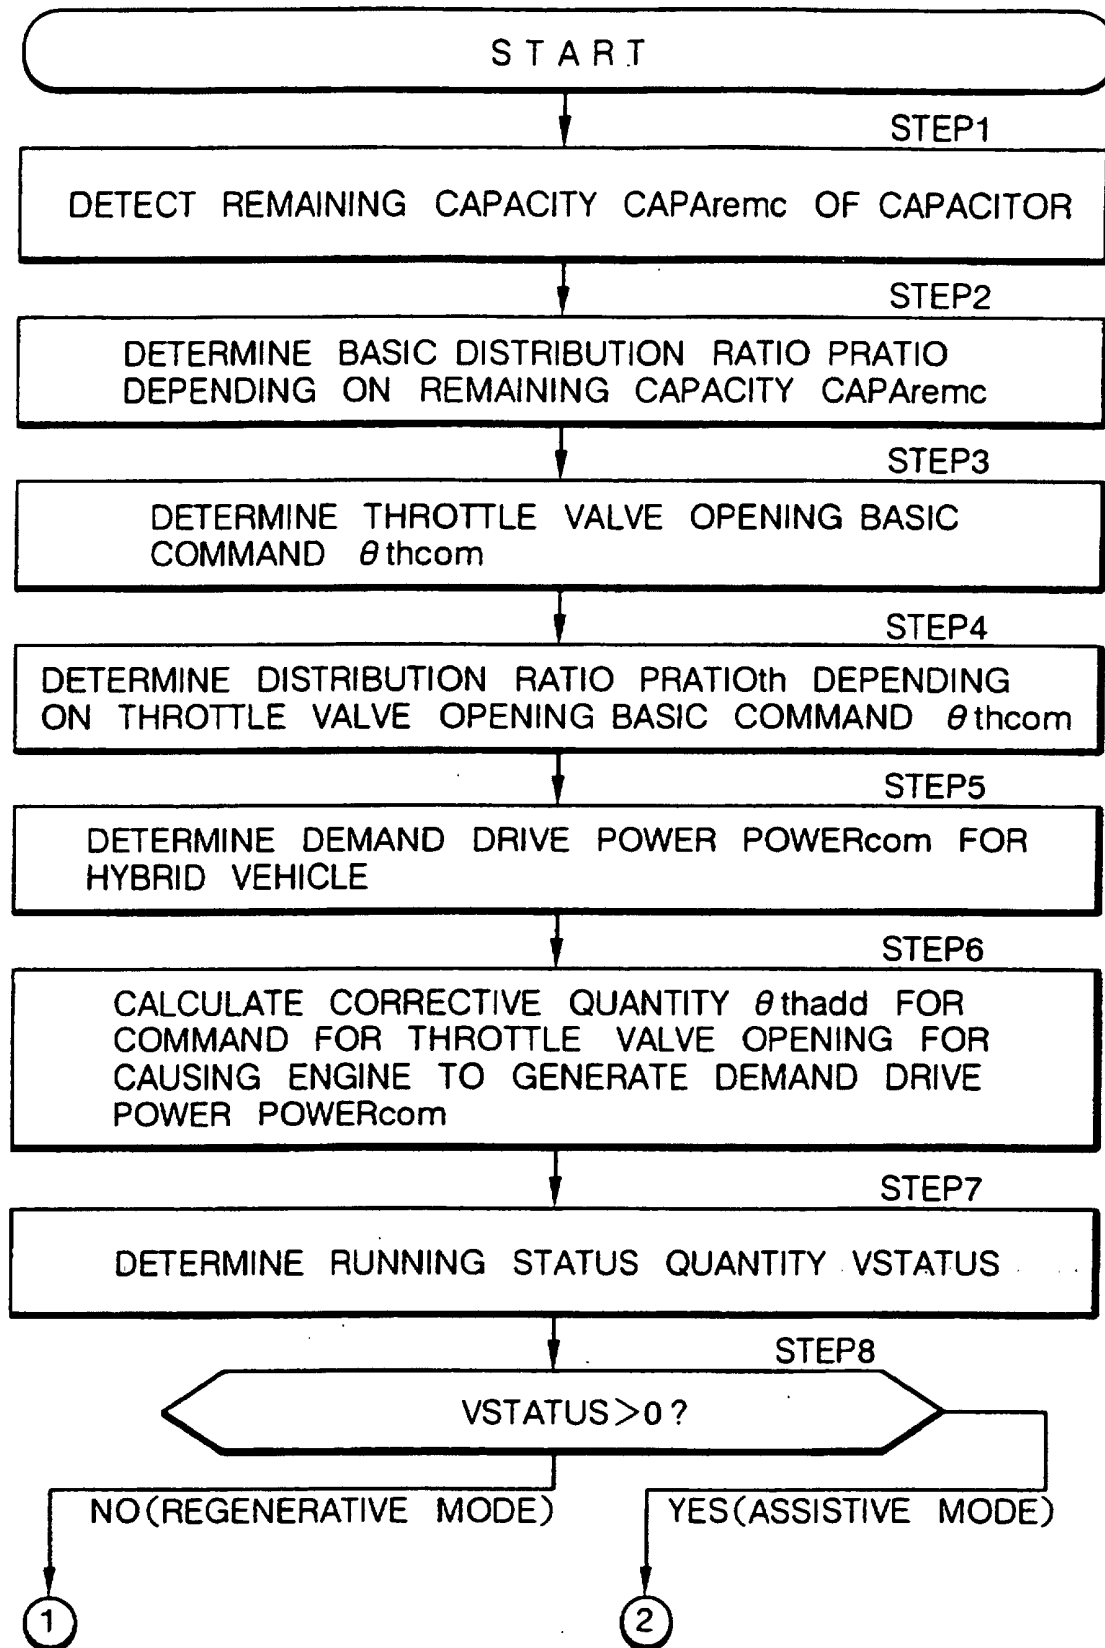 START
STEP1
DETECT REMAINING CAPACITY CAPAremc OF CAPACITOR
STEP2
DETERMINE BASIC DISTRIBUTION RATIO PRATIO
DEPENDING ON REMAINING CAPACITY CAPAremc
STEP3
DETERMINE THROTTLE VALVE OPENING BASIC
COMMAND θthcom
STEP4
DETERMINE DISTRIBUTION RATIO PRATIOth DEPENDING
ON THROTTLE VALVE OPENING BASIC COMMAND θthcom
STEP5
DETERMINE DEMAND DRIVE POWER POWERcom FOR
HYBRID VEHICLE
STEP6
CALCULATE CORRECTIVE QUANTITY θthadd FOR
COMMAND FOR THROTTLE VALVE OPENING FOR
CAUSING ENGINE TO GENERATE DEMAND DRIVE
POWER POWERcom
STEP7
DETERMINE RUNNING STATUS QUANTITY VSTATUS
STEP8
VSTATUS>0?
NO(REGENERATIVE MODE) YES(ASSISTIVE MODE)
1 2